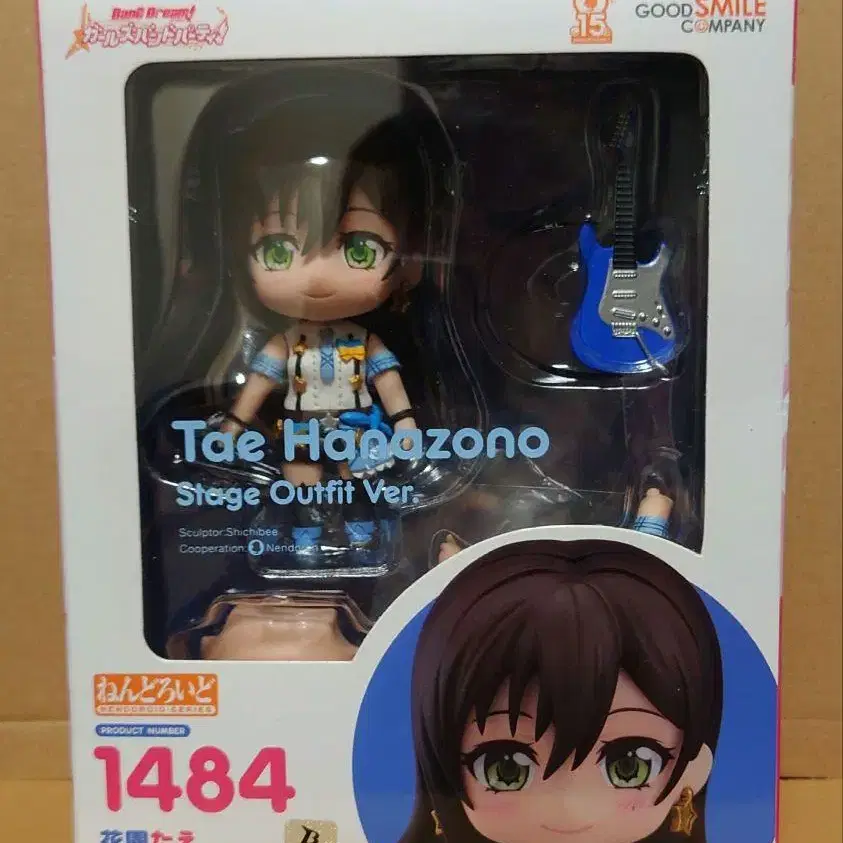 BanG Dream!
ガールズバンドパーティ!
15
GOOD SMILE
COMPANY
Tae Hanazono
Stage Outfit Ver.
Sculptor:Shichibee
Cooperation: Nendoron
ねんどろいど
NENDOROID SERIES
PRODUCT NUMBER
1484
花園たえ
B